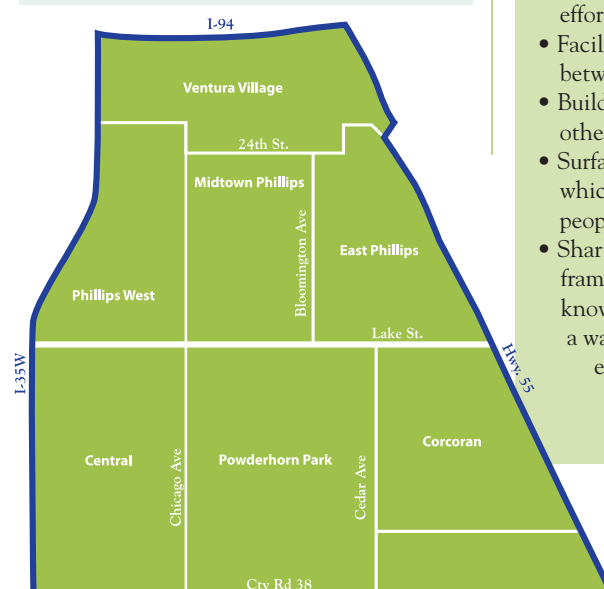 I-94
Ventura Village
24th St.
Midtown Phillips
Bloomington Ave
East Phillips
Phillips West
Lake St.
I-35W
Hwy. 55
Central
Chicago Ave
Powderhorn Park
Cedar Ave
Corcoran
Cty Rd 38
effor
• Facil
betw
• Build
othe
• Surfa
whic
peop
• Shar
fram
know
a wa
e